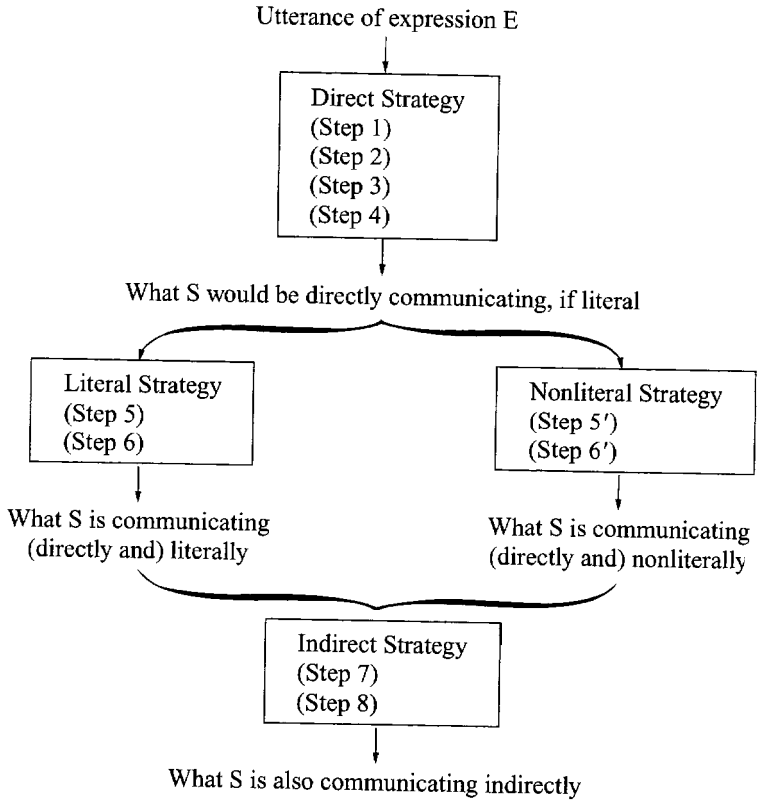 Utterance of expression E
Direct Strategy
(Step 1)
(Step 2)
(Step 3)
(Step 4)
What S would be directly communicating, if literal
Literal Strategy
(Step 5)
(Step 6)
Nonliteral Strategy
(Step 5′)
(Step 6′)
What S is communicating
(directly and) literally
What S is communicating
(directly and) nonliterally
Indirect Strategy
(Step 7)
(Step 8)
What S is also communicating indirectly